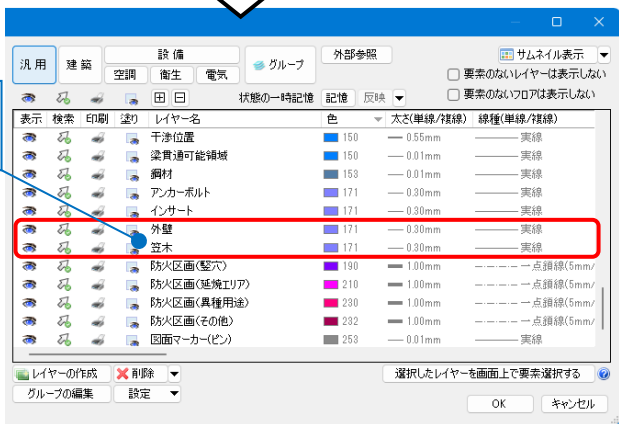 汎用 建築 設備 グループ 外部参照 サムネイル表示
空調 衛生 電気 要素のないレイヤーは表示しない
状態の一時記憶 記憶 反映 要素のないフロアは表示しない
表示 検索 印刷 塗り レイヤー名 色 太さ(単線/複線) 線種(単線/複線)
干渉位置 150 0.55mm 実線
梁貫通可能領域 150 0.01mm 実線
鋼材 153 0.01mm 実線
アンカーボルト 171 0.30mm 実線
インサート 171 0.30mm 実線
外壁 171 0.30mm 実線
笠木 171 0.30mm 実線
防火区画(竪穴) 190 1.00mm 一点鎖線(5mm/
防火区画(延焼エリア) 210 1.00mm 一点鎖線(5mm/
防火区画(異種用途) 230 1.00mm 一点鎖線(5mm/
防火区画(その他) 232 1.00mm 一点鎖線(5mm/
図面マーカー(ピン) 253 0.01mm 実線
レイヤーの作成 削除 選択したレイヤーを画面上で要素選択する
グループの編集 設定 OK キャンセル